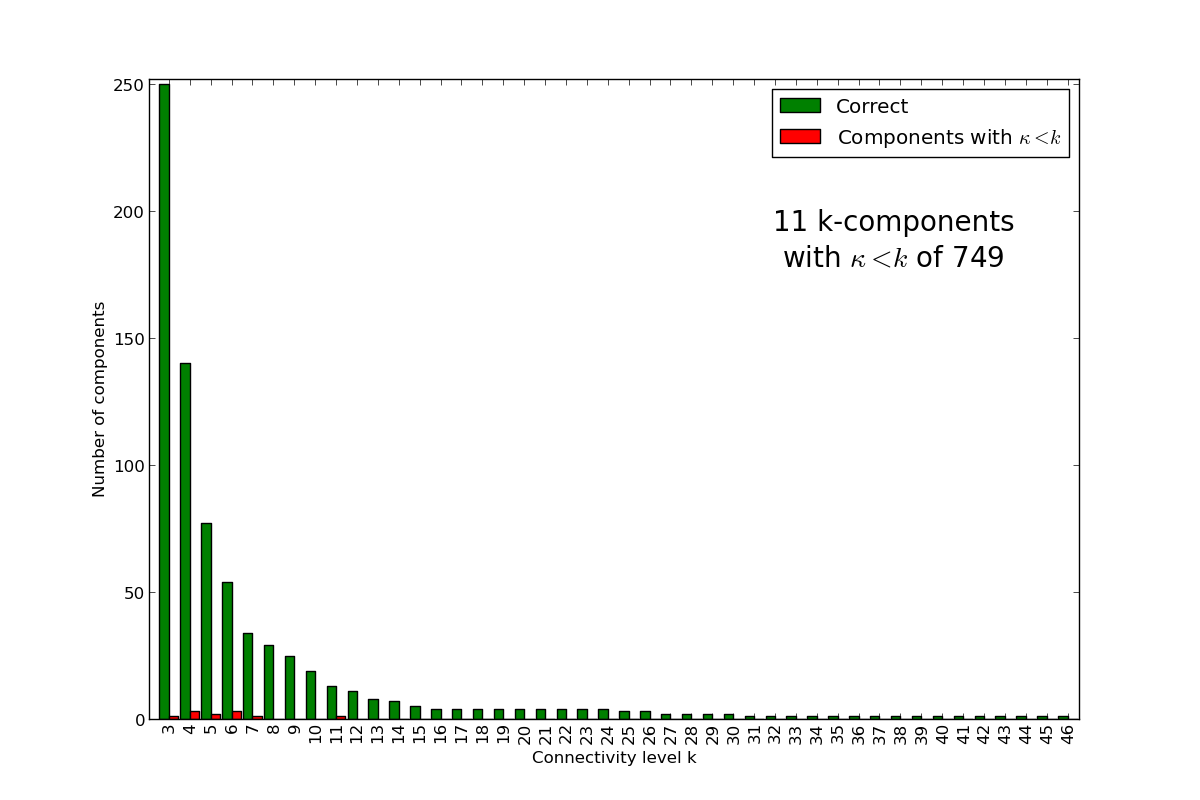 250
200
150
100
50
0
Number of components
Correct
Components with κ<k
11 k-components
with κ<k of 749
3 4 5 6 7 8 9 10 11 12 13 14 15 16 17 18 19 20 21 22 23 24 25 26 27 28 29 30 31 32 33 34 35 36 37 38 39 40 41 42 43 44 45 46
Connectivity level k